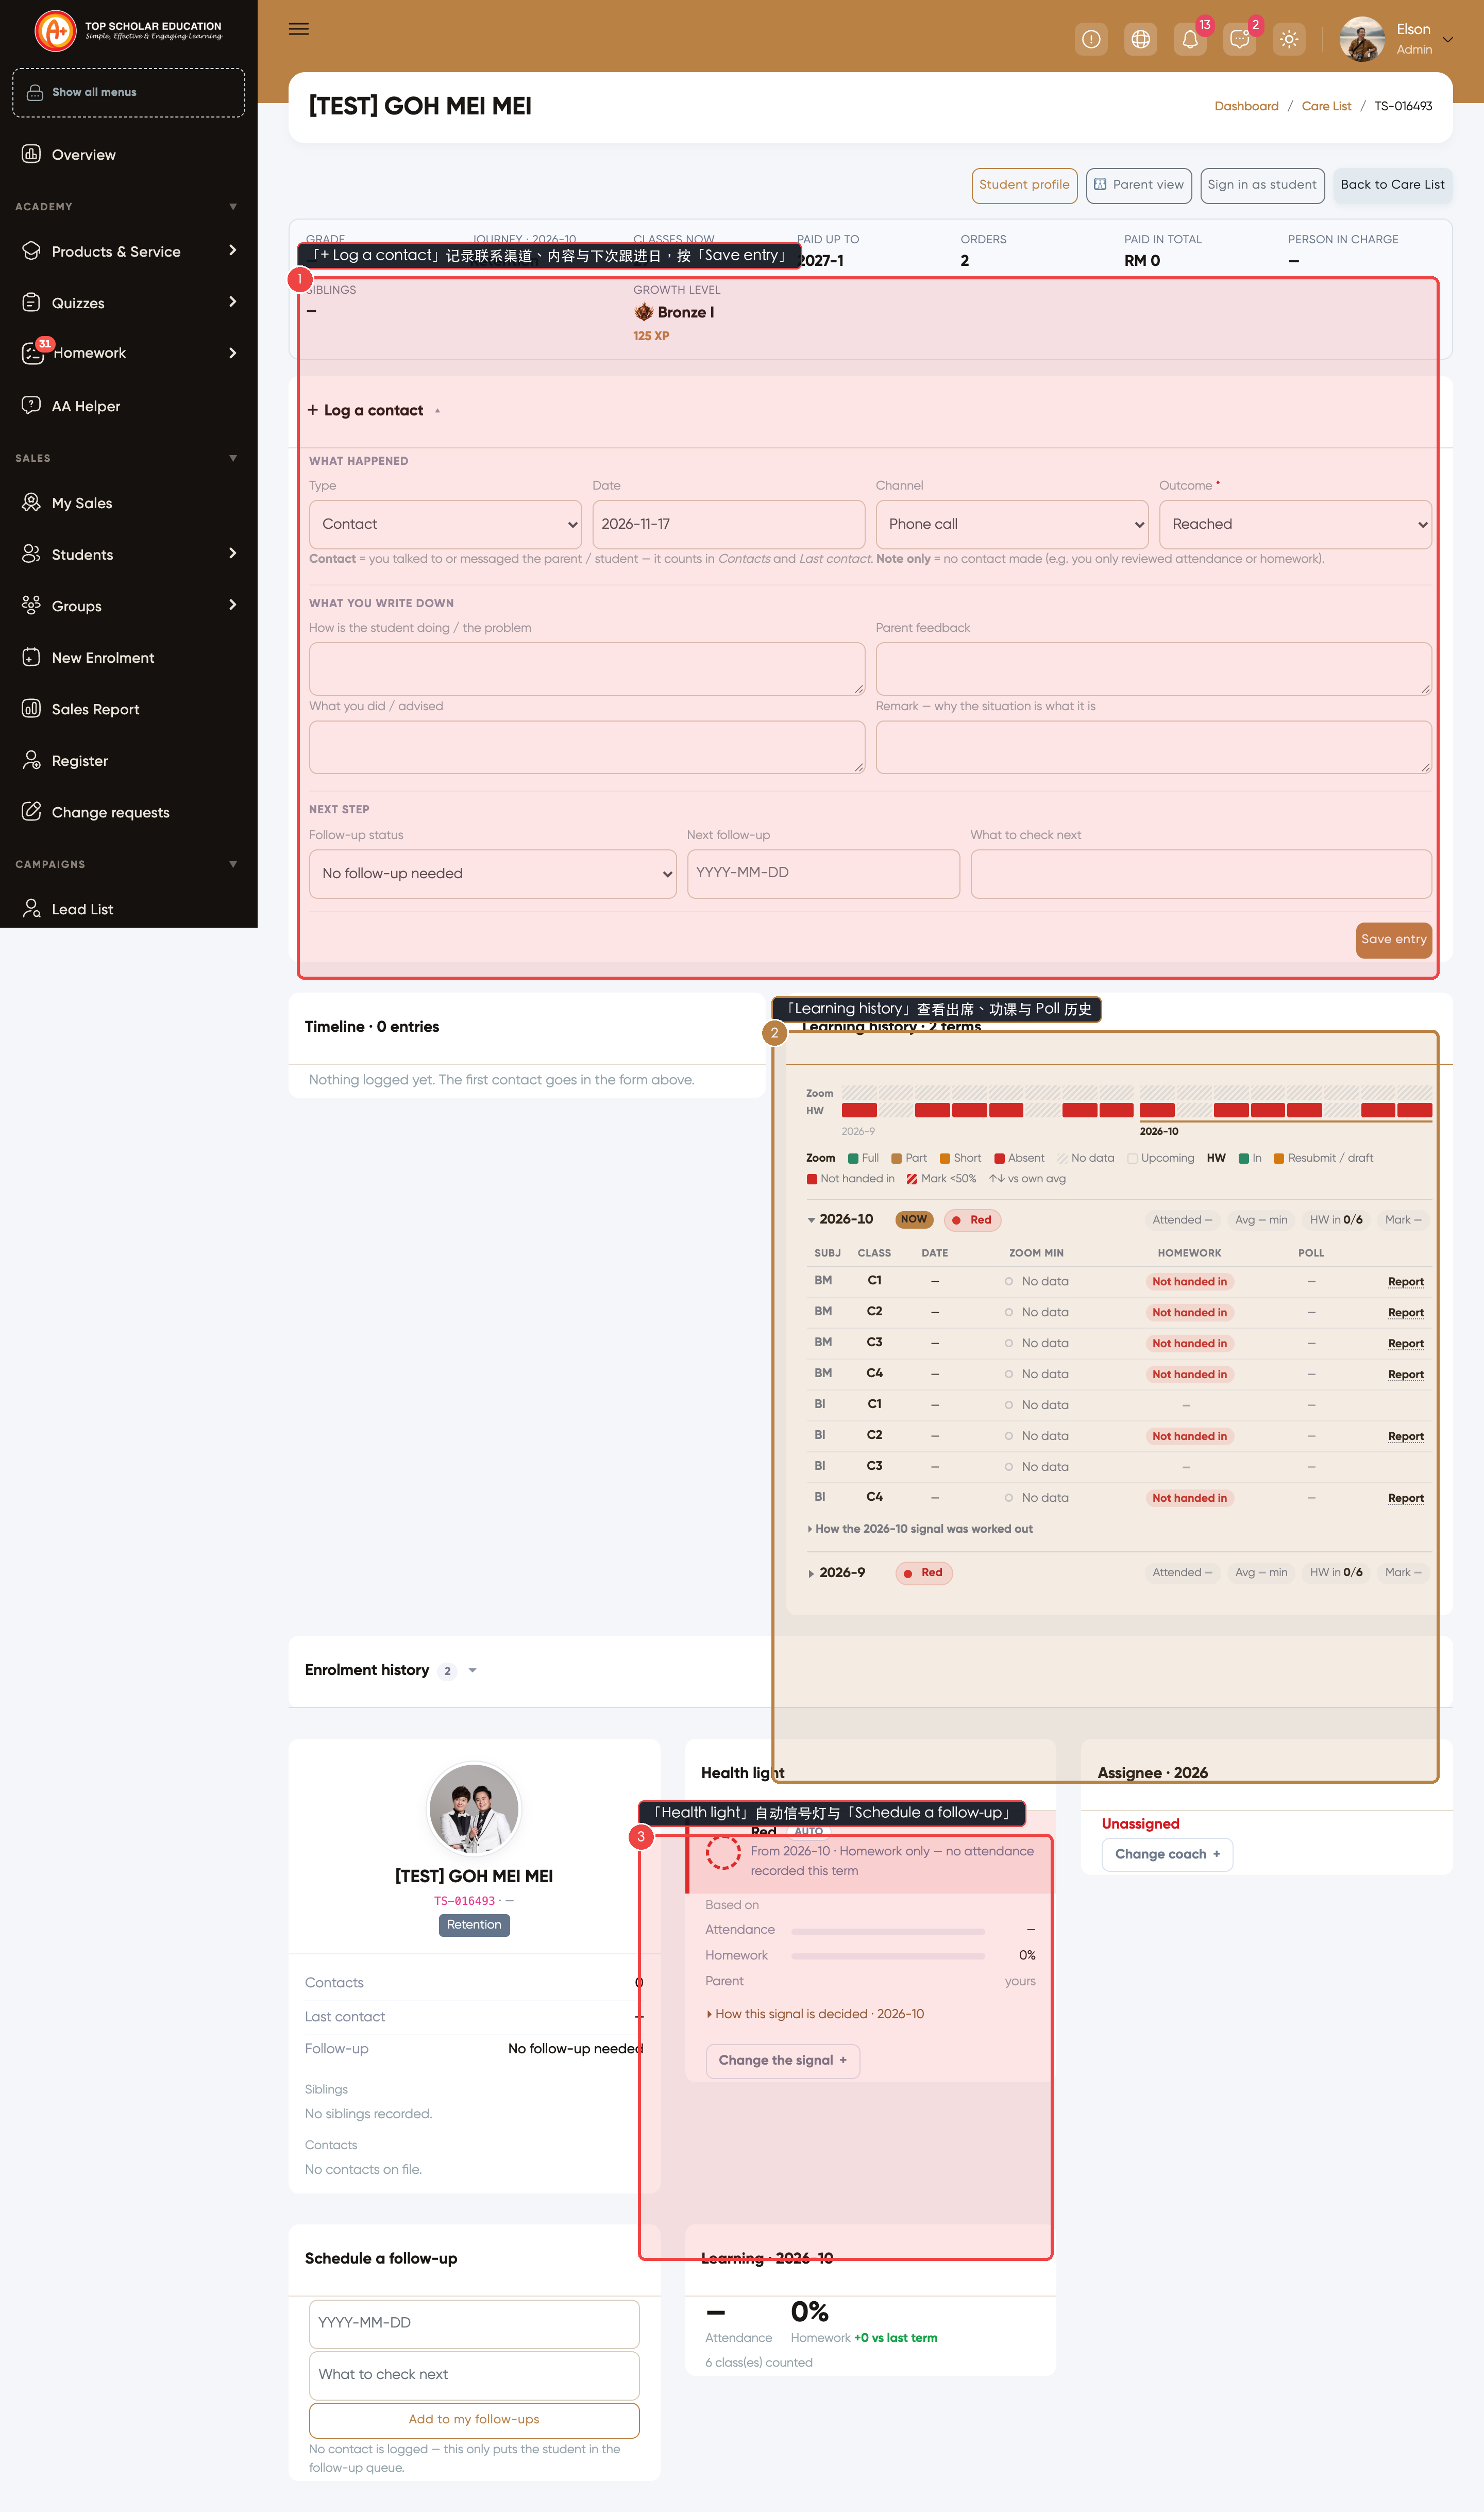 TOP SCHOLAR EDUCATION
Simple, Effective & Engaging Learning
Show all menus
Overview
ACADEMY
Products & Service
Quizzes
31
Homework
AA Helper
SALES
My Sales
Students
Groups
New Enrolment
Sales Report
Register
Change requests
CAMPAIGNS
Lead List
13
2
Elson
Admin
[TEST] GOH MEI MEI
Dashboard / Care List / TS-016493
Student profile
Parent view
Sign in as student
Back to Care List
GRADE
JOURNEY · 2026-10
CLASSES NOW
PAID UP TO
ORDERS
PAID IN TOTAL
PERSON IN CHARGE
「+ Log a contact」记录联系渠道、内容与下次跟进日，按「Save entry」
2027-1
2
RM 0
–
1
SIBLINGS
–
GROWTH LEVEL
Bronze I
125 XP
+ Log a contact
WHAT HAPPENED
Type
Date
Channel
Outcome *
Contact
2026-11-17
Phone call
Reached
Contact = you talked to or messaged the parent / student — it counts in Contacts and Last contact. Note only = no contact made (e.g. you only reviewed attendance or homework).
WHAT YOU WRITE DOWN
How is the student doing / the problem
Parent feedback
What you did / advised
Remark — why the situation is what it is
NEXT STEP
Follow-up status
Next follow-up
What to check next
No follow-up needed
YYYY-MM-DD
Save entry
Timeline · 0 entries
Nothing logged yet. The first contact goes in the form above.
「Learning history」查看出席、功课与 Poll 历史
2
Learning history · 2 terms
Zoom
HW
2026-9
2026-10
Zoom Full Part Short Absent No data Upcoming HW In Resubmit / draft
Not handed in Mark <50% ↑↓ vs own avg
2026-10 NOW Red Attended — Avg — min HW in 0/6 Mark —
SUBJ CLASS DATE ZOOM MIN HOMEWORK POLL
BM C1 — No data Not handed in — Report
BM C2 — No data Not handed in — Report
BM C3 — No data Not handed in — Report
BM C4 — No data Not handed in — Report
BI C1 — No data — —
BI C2 — No data Not handed in — Report
BI C3 — No data — —
BI C4 — No data Not handed in — Report
How the 2026-10 signal was worked out
2026-9 Red Attended — Avg — min HW in 0/6 Mark —
Enrolment history 2
[TEST] GOH MEI MEI
TS-016493 · —
Retention
Contacts 0
Last contact —
Follow-up No follow-up needed
Siblings
No siblings recorded.
Contacts
No contacts on file.
Health light
「Health light」自动信号灯与「Schedule a follow-up」
3
Red AUTO
From 2026-10 · Homework only — no attendance
recorded this term
Based on
Attendance —
Homework 0%
Parent yours
How this signal is decided · 2026-10
Change the signal +
Assignee · 2026
Unassigned
Change coach +
Schedule a follow-up
YYYY-MM-DD
What to check next
Add to my follow-ups
No contact is logged — this only puts the student in the
follow-up queue.
Learning · 2026-10
— 0%
Attendance Homework +0 vs last term
6 class(es) counted